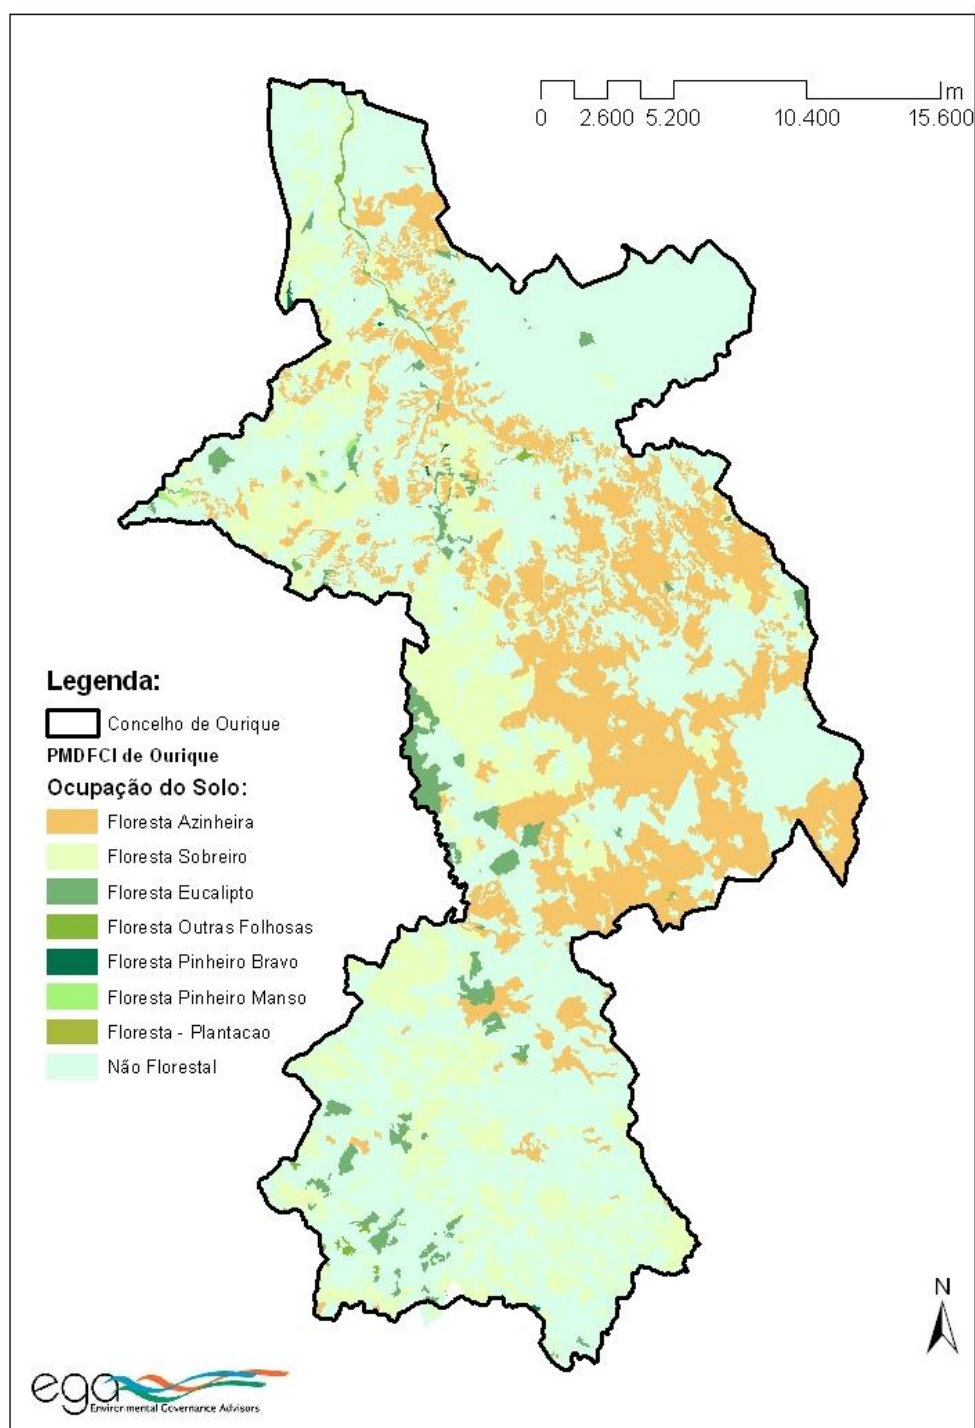 m
0 2.600 5.200 10.400 15.600
Legenda:
Concelho de Ourique
PMDFCI de Ourique
Ocupação do Solo:
Floresta Azinheira
Floresta Sobreiro
Floresta Eucalipto
Floresta Outras Folhosas
Floresta Pinheiro Bravo
Floresta Pinheiro Manso
Floresta - Plantacao
Não Florestal
N
ega
Environmental Governance Advisors